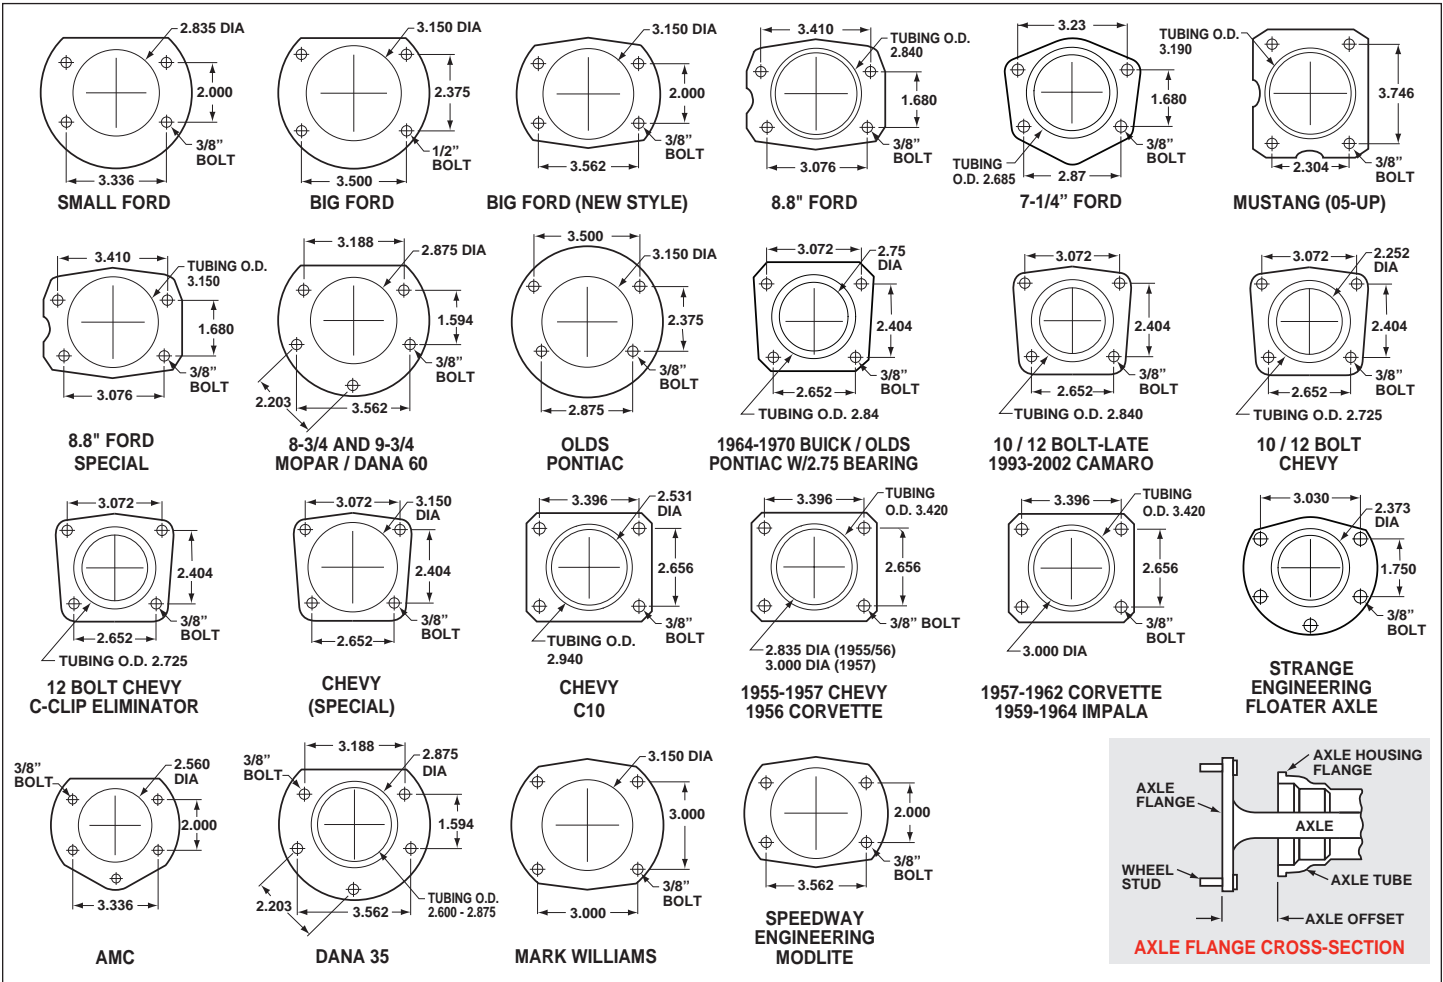 2.835 DIA
2.000
3/8”
BOLT
3.336
SMALL FORD
3.150 DIA
2.375
1/2”
BOLT
3.500
BIG FORD
3.150 DIA
2.000
3/8”
BOLT
3.562
BIG FORD (NEW STYLE)
3.410
TUBING O.D.
2.840
1.680
3/8”
BOLT
3.076
8.8" FORD
3.23
1.680
3/8”
BOLT
TUBING
O.D. 2.685
2.87
7-1/4” FORD
TUBING O.D.
3.190
3.746
3/8”
BOLT
2.304
MUSTANG (05-UP)
3.410
TUBING O.D.
3.150
1.680
3/8”
BOLT
3.076
8.8" FORD
SPECIAL
3.188
2.875 DIA
1.594
3/8”
BOLT
2.203
3.562
8-3/4 AND 9-3/4
MOPAR / DANA 60
3.500
3.150 DIA
2.375
3/8”
BOLT
2.875
OLDS
PONTIAC
3.072
2.75
DIA
2.404
3/8”
BOLT
2.652
TUBING O.D. 2.84
1964-1970 BUICK / OLDS
PONTIAC W/2.75 BEARING
3.072
2.404
3/8”
BOLT
2.652
TUBING O.D. 2.840
10 / 12 BOLT-LATE
1993-2002 CAMARO
3.072
2.252
DIA
2.404
3/8”
BOLT
2.652
TUBING O.D. 2.725
10 / 12 BOLT
CHEVY
3.072
2.404
3/8”
BOLT
2.652
TUBING O.D. 2.725
12 BOLT CHEVY
C-CLIP ELIMINATOR
3.072
3.150
DIA
2.404
3/8”
BOLT
2.652
CHEVY
(SPECIAL)
3.396
2.531
DIA
2.656
3/8”
BOLT
TUBING O.D.
2.940
CHEVY
C10
3.396
TUBING
O.D. 3.420
2.656
3/8” BOLT
2.835 DIA (1955/56)
3.000 DIA (1957)
1955-1957 CHEVY
1956 CORVETTE
3.396
TUBING
O.D. 3.420
2.656
3/8”
BOLT
3.000 DIA
1957-1962 CORVETTE
1959-1964 IMPALA
3.030
2.373
DIA
1.750
3/8”
BOLT
STRANGE
ENGINEERING
FLOATER AXLE
3/8”
BOLT
2.560
DIA
2.000
3.336
AMC
3.188
3/8”
BOLT
2.875
DIA
1.594
2.203
3.562
TUBING O.D.
2.600 - 2.875
DANA 35
3.150 DIA
3.000
3/8”
BOLT
3.000
MARK WILLIAMS
2.000
3/8”
BOLT
3.562
SPEEDWAY
ENGINEERING
MODLITE
AXLE HOUSING
FLANGE
AXLE
FLANGE
AXLE
WHEEL
STUD
AXLE TUBE
AXLE OFFSET
AXLE FLANGE CROSS-SECTION